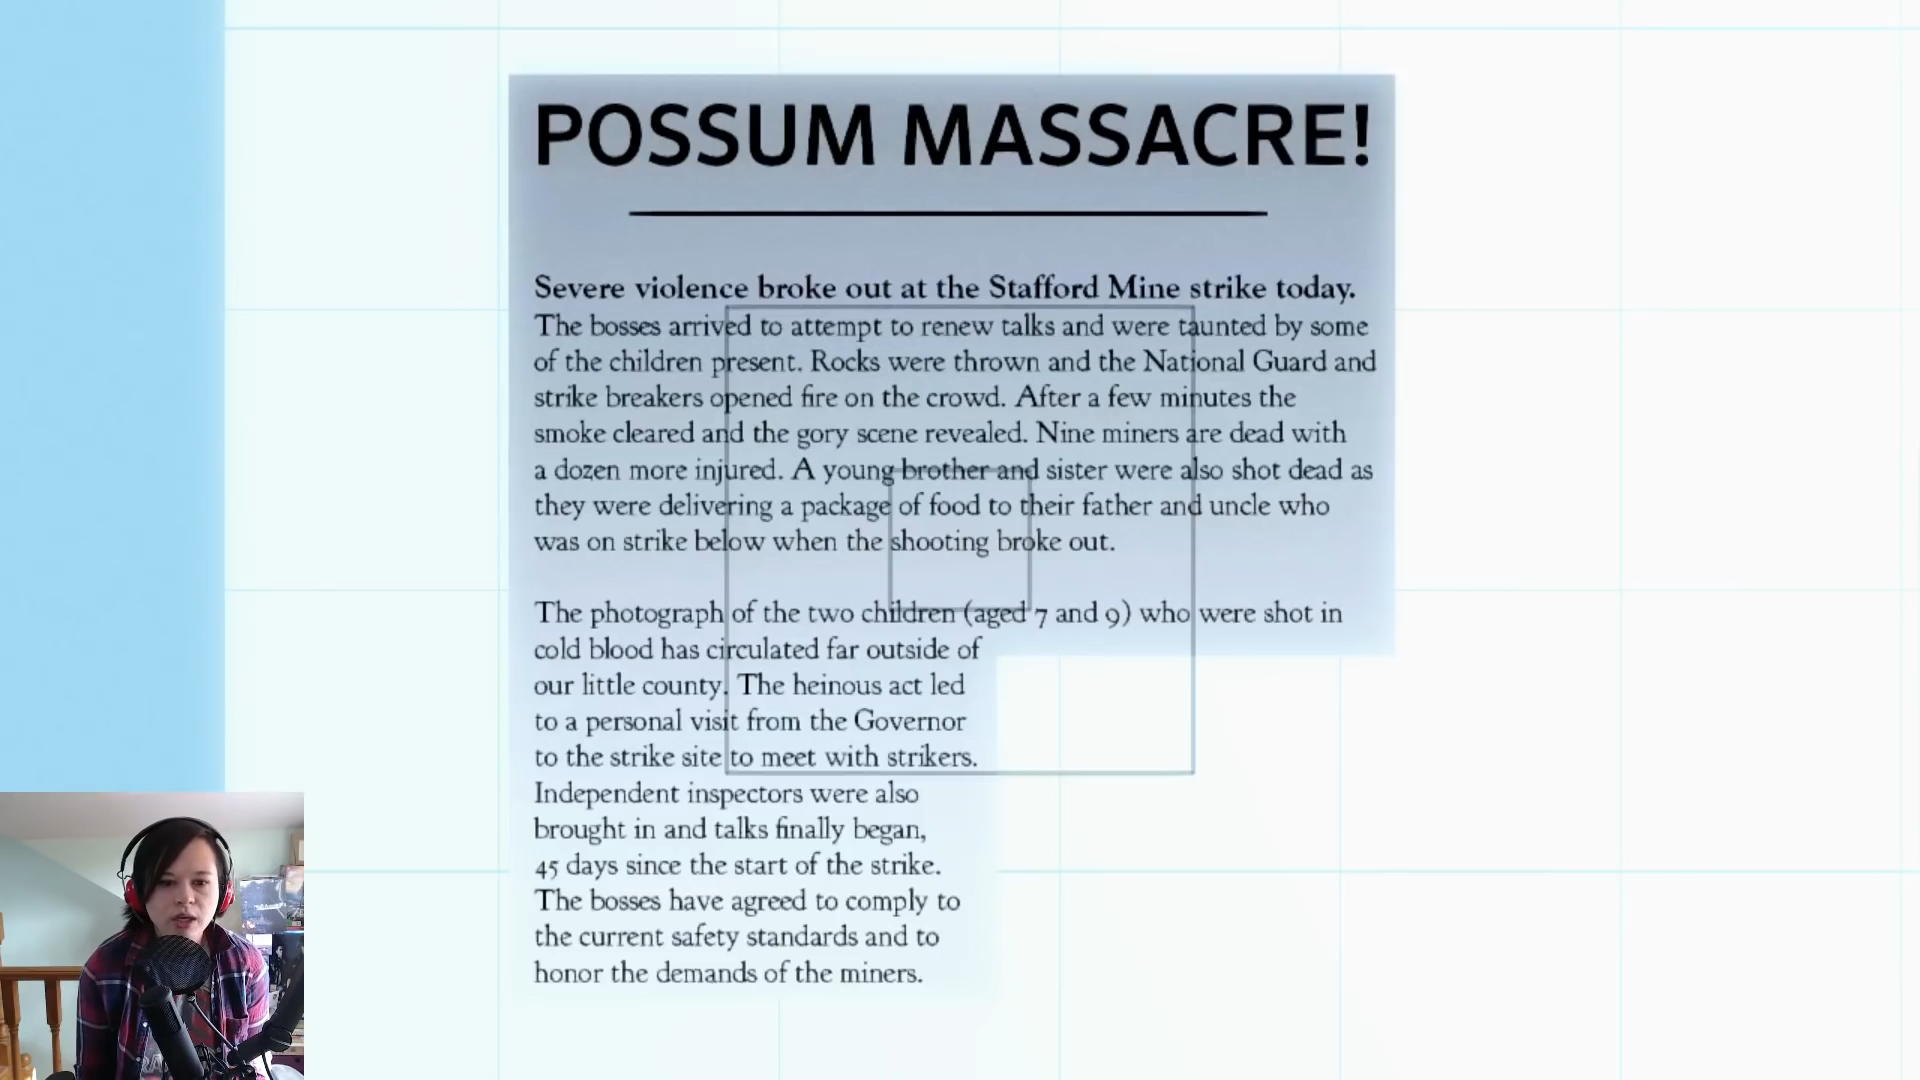 POSSUM MASSACRE!
Severe violence broke out at the Stafford Mine strike today.
The bosses arrived to attempt to renew talks and were taunted by some
of the children present. Rocks were thrown and the National Guard and
strike breakers opened fire on the crowd. After a few minutes the
smoke cleared and the gory scene revealed. Nine miners are dead with
a dozen more injured. A young brother and sister were also shot dead as
they were delivering a package of food to their father and uncle who
was on strike below when the shooting broke out.
The photograph of the two children (aged 7 and 9) who were shot in
cold blood has circulated far outside of
our little county. The heinous act led
to a personal visit from the Governor
to the strike site to meet with strikers.
Independent inspectors were also
brought in and talks finally began,
45 days since the start of the strike.
The bosses have agreed to comply to
the current safety standards and to
honor the demands of the miners.